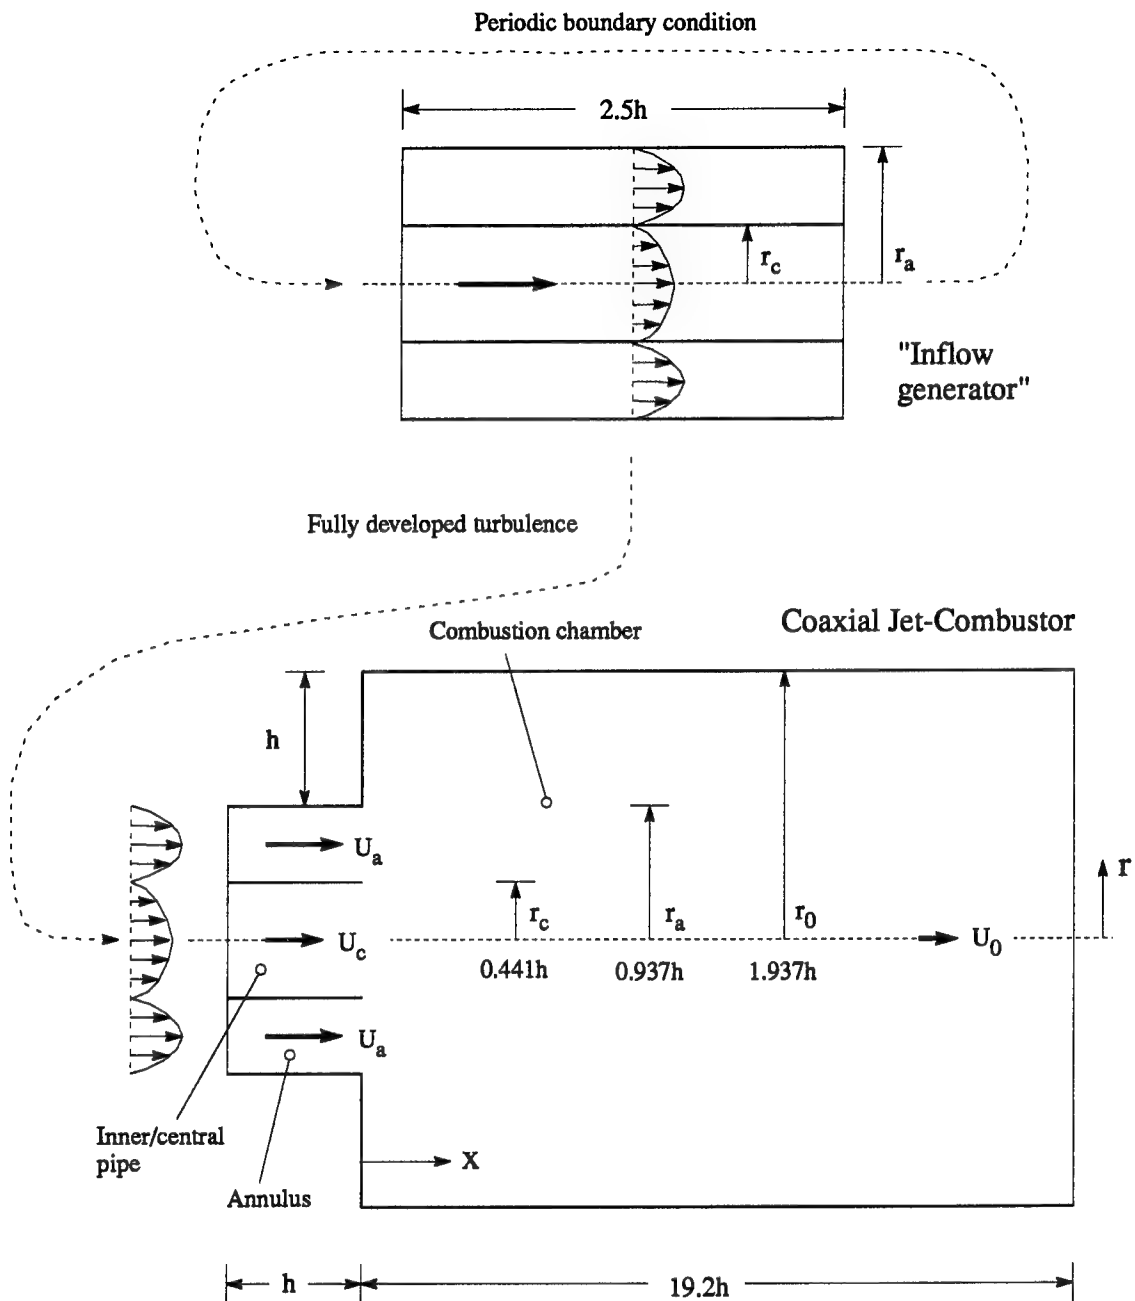 Periodic boundary condition
2.5h
r_c
r_a
"Inflow
generator"
Fully developed turbulence
Combustion chamber
Coaxial Jet-Combustor
h
U_a
r_c
r_a
r_0
r
U_c
U_0
0.441h
0.937h
1.937h
U_a
Inner/central
pipe
X
Annulus
h
19.2h